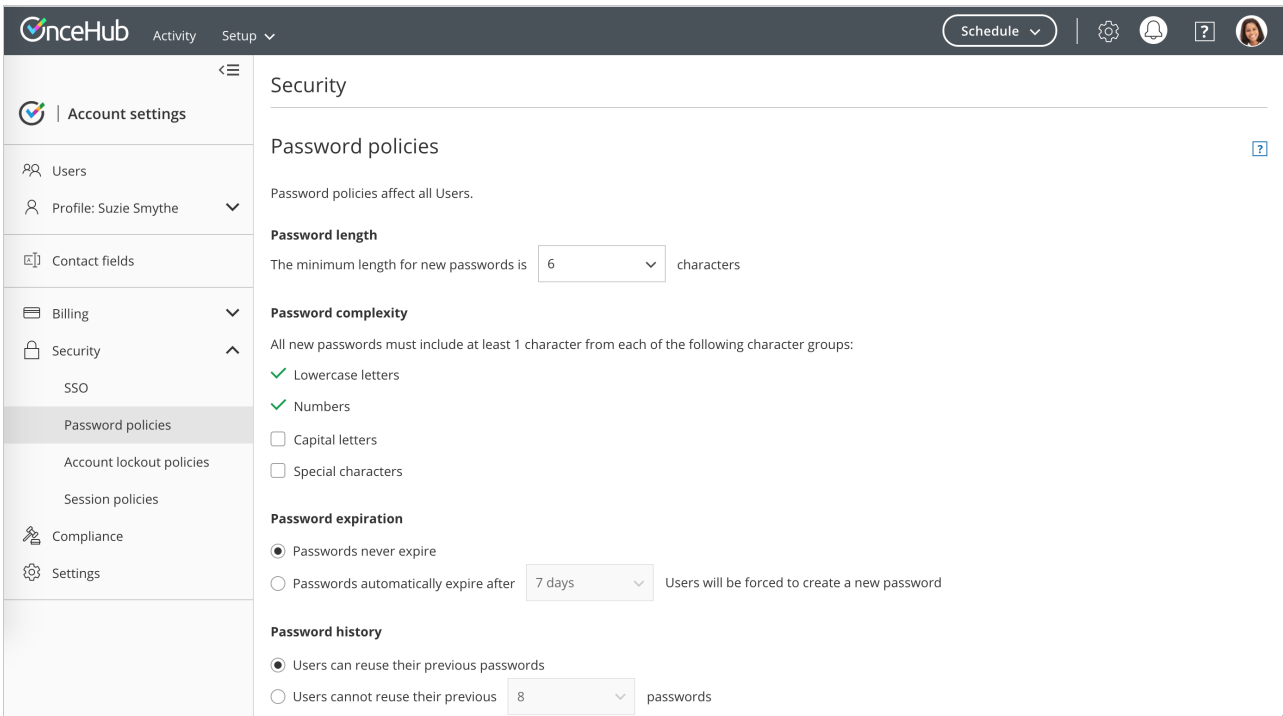 OnceHub Activity Setup Schedule ?
Account settings
Users
Profile: Suzie Smythe
Contact fields
Billing
Security
SSO
Password policies
Account lockout policies
Session policies
Compliance
Settings
Security
Password policies ?
Password policies affect all Users.
Password length
The minimum length for new passwords is 6 characters
Password complexity
All new passwords must include at least 1 character from each of the following character groups:
Lowercase letters
Numbers
Capital letters
Special characters
Password expiration
Passwords never expire
Passwords automatically expire after 7 days Users will be forced to create a new password
Password history
Users can reuse their previous passwords
Users cannot reuse their previous 8 passwords